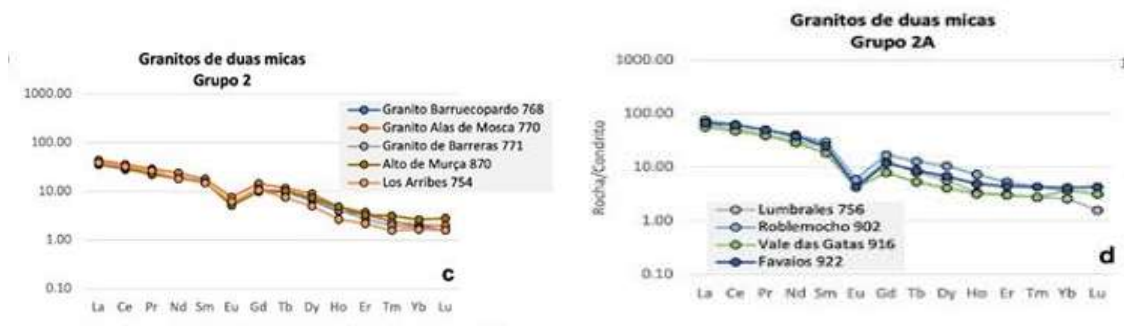 Granitos de duas micas
Grupo 2
1000.00
100.00
10.00
1.00
0.10
Granito Barruecopardo 768
Granito Alas de Mosca 770
Granito de Barreras 771
Alto de Murça 870
Los Arribes 754
c
La Ce Pr Nd Sm Eu Gd Tb Dy Ho Er Tm Yb Lu
Granitos de duas micas
Grupo 2A
1000.00
100.00
10.00
1.00
0.10
Rocha/Condrito
Lumbrales 756
Roblemocho 902
Vale das Gatas 916
Favaios 922
d
La Ce Pr Nd Sm Eu Gd Tb Dy Ho Er Tm Yb Lu